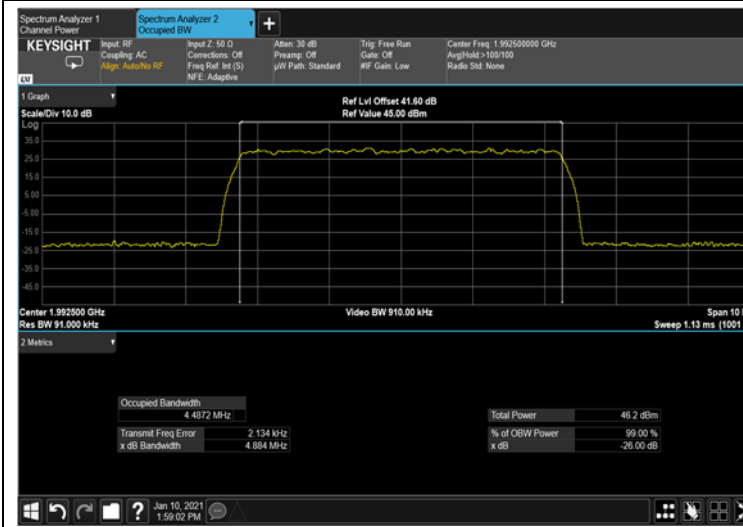 Spectrum Analyzer 1
Channel Power
Spectrum Analyzer 2
Occupied BW
KEYSIGHT
Input: RF
Coupling: AC
Align: Auto/No RF
Input Z: 50 Ω
Corrections: Off
Freq Ref: Int (S)
NFE: Adaptive
Atten: 30 dB
Preamp: Off
µW Path: Standard
Trig: Free Run
Gate: Off
#IF Gain: Low
Center Freq: 1.992500000 GHz
Avg|Hold:>100/100
Radio Std: None
LXI
1 Graph
Scale/Div 10.0 dB
Ref Lvl Offset 41.60 dB
Ref Value 45.00 dBm
Log
35.0
25.0
15.0
5.00
-5.00
-15.0
-25.0
-35.0
-45.0
Center 1.992500 GHz
Res BW 91.000 kHz
Video BW 910.00 kHz
Span 10
Sweep 1.13 ms (1001
2 Metrics
Occupied Bandwidth
4.4872 MHz
Transmit Freq Error 2.134 kHz
x dB Bandwidth 4.884 MHz
Total Power 46.2 dBm
% of OBW Power 99.00 %
x dB -26.00 dB
Jan 10, 2021
1:59:02 PM